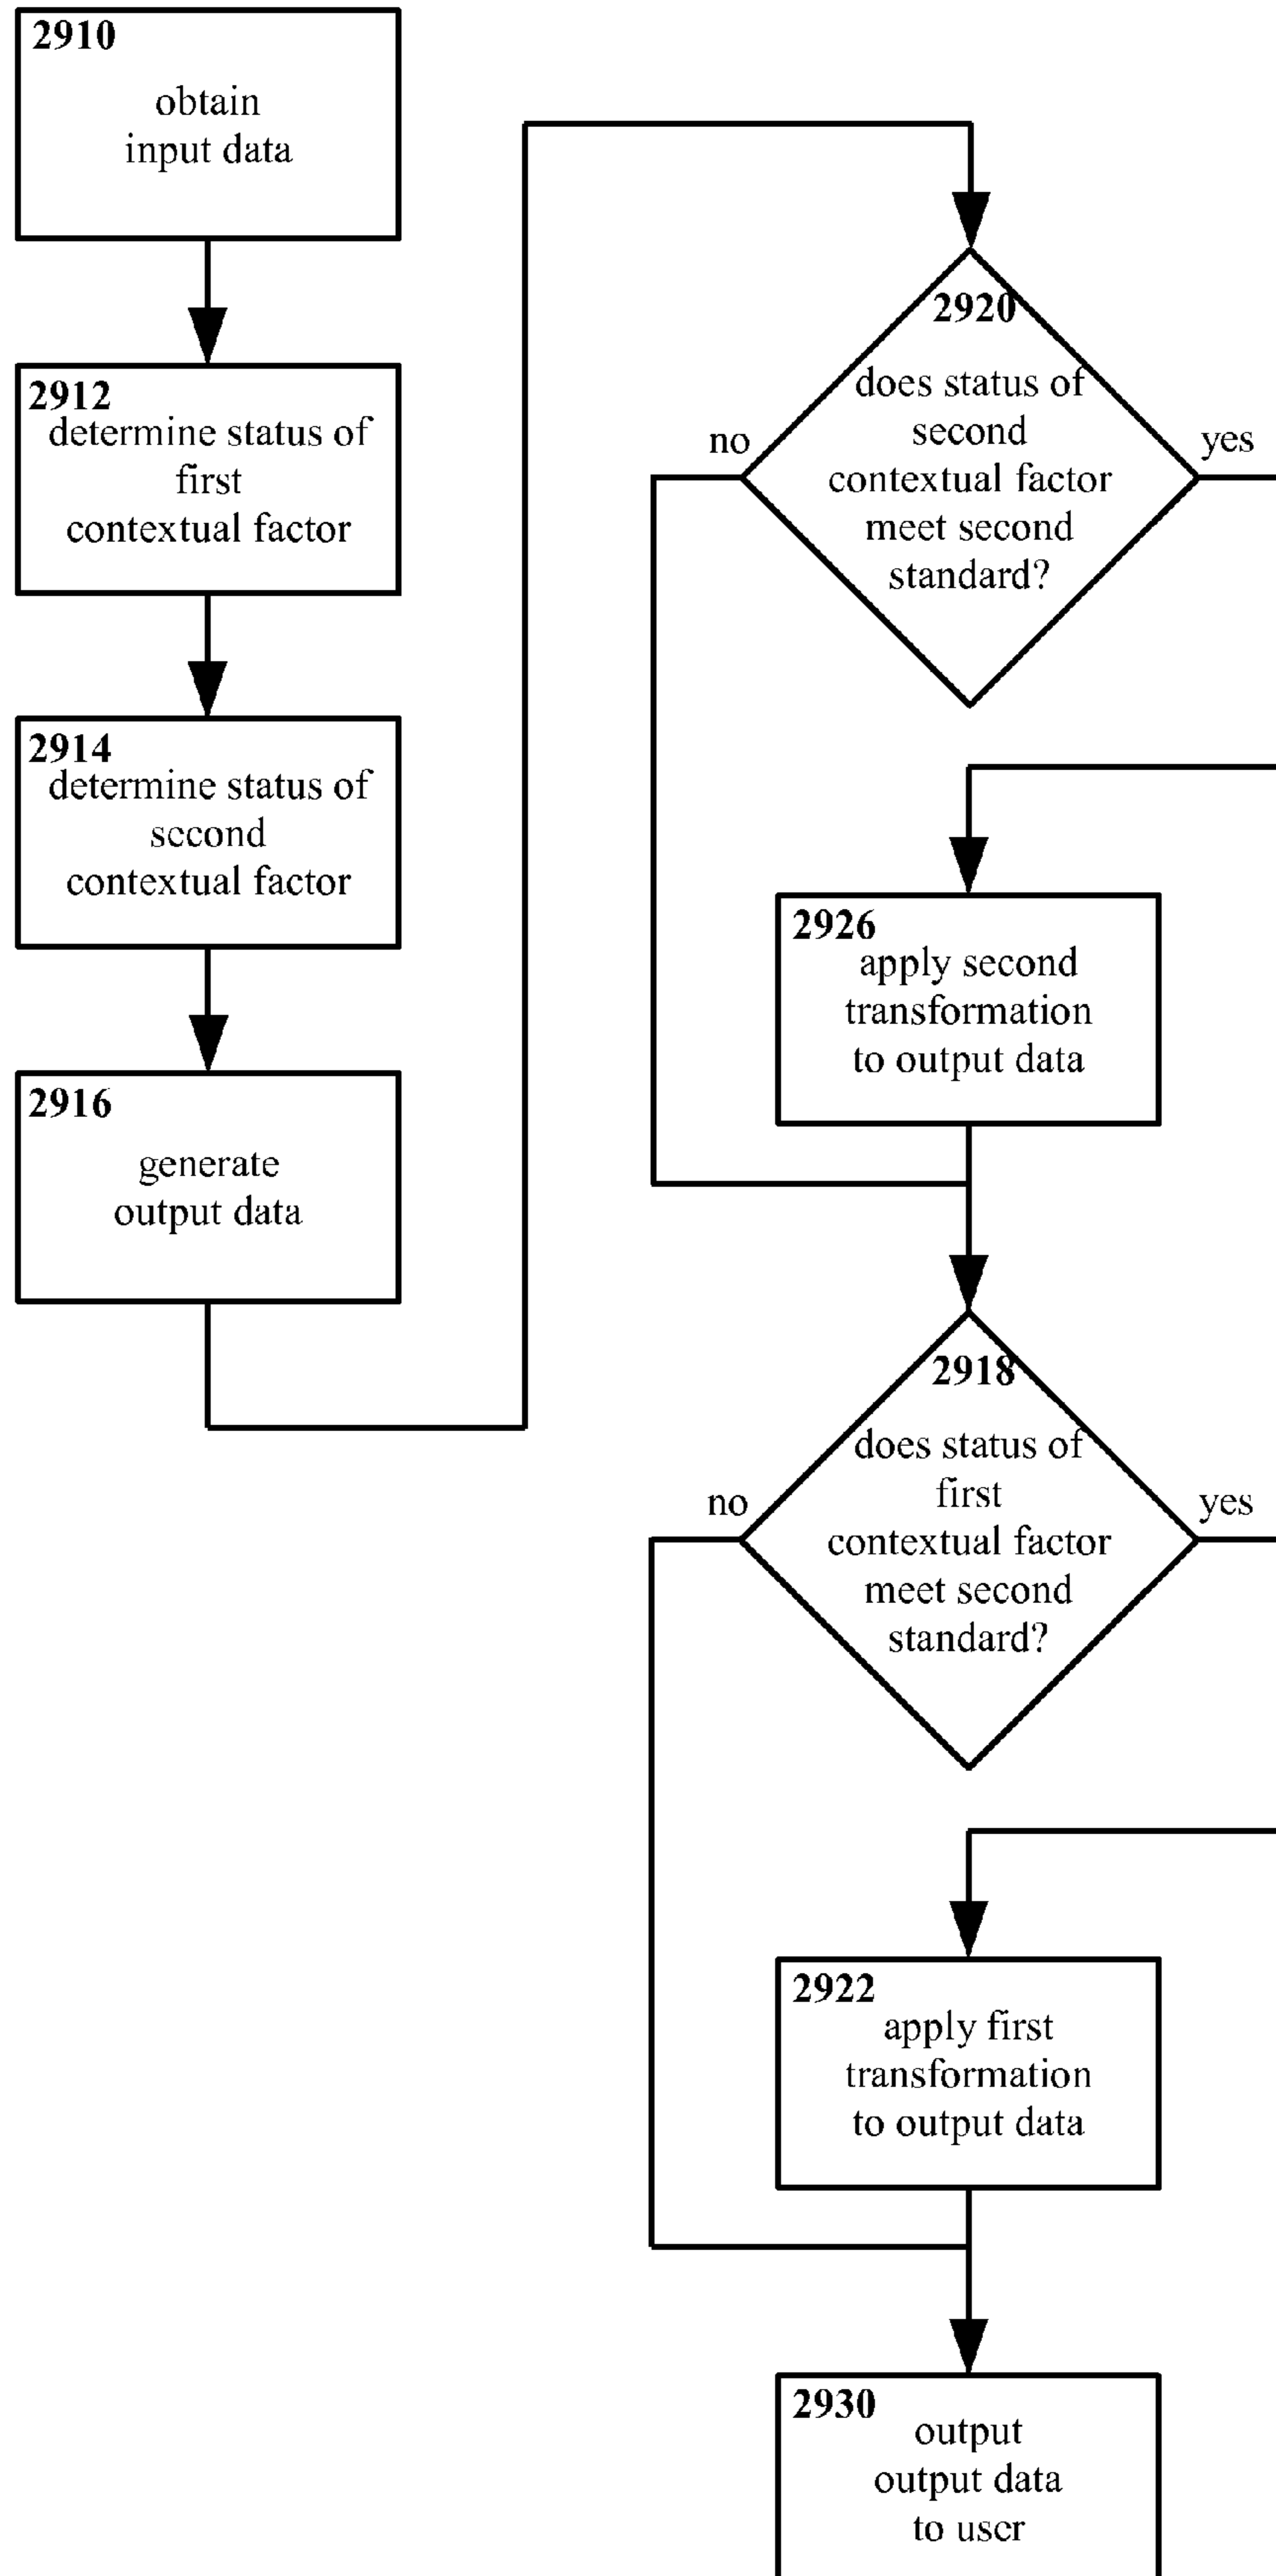 2910
obtain
input data
2912
determine status of
first
contextual factor
2914
determine status of
second
contextual factor
2916
generate
output data
2920
does status of
second
contextual factor
meet second
standard?
no
yes
2926
apply second
transformation
to output data
2918
does status of
first
contextual factor
meet second
standard?
no
yes
2922
apply first
transformation
to output data
2930
output
output data
to user